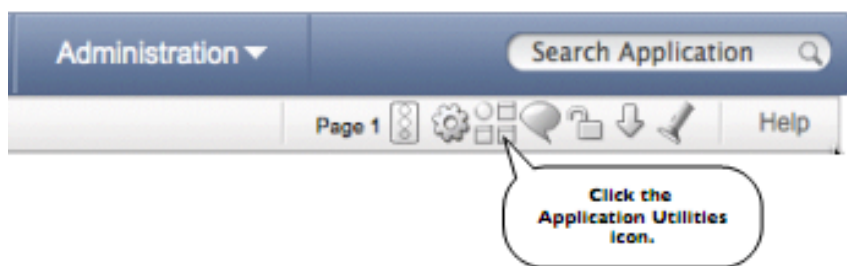 Administration
Search Application
Page 1
Help
Click the
Application Utilities
icon.